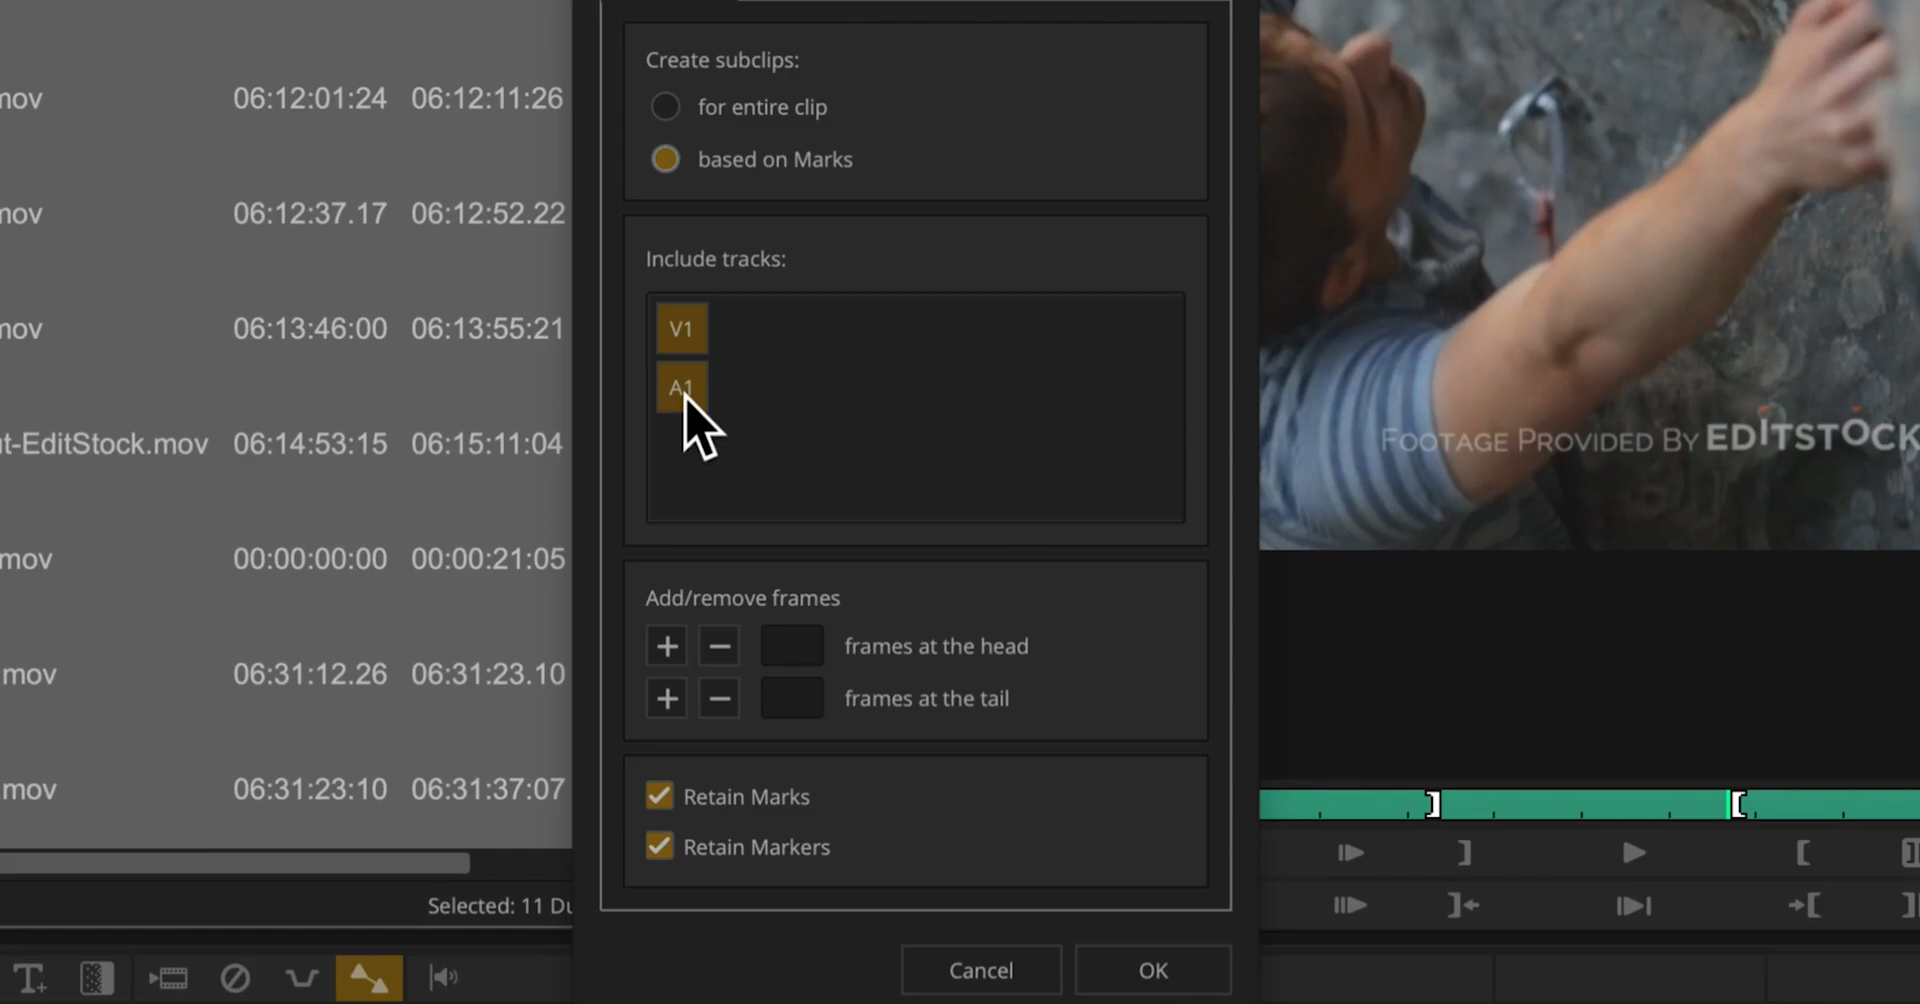 mov 06:12:01:24 06:12:11:26
mov 06:12:37.17 06:12:52.22
mov 06:13:46:00 06:13:55:21
t-EditStock.mov 06:14:53:15 06:15:11:04
mov 00:00:00:00 00:00:21:05
.mov 06:31:12.26 06:31:23.10
.mov 06:31:23:10 06:31:37:07
Selected: 11 Du
Create subclips:
for entire clip
based on Marks
Include tracks:
V1
A1
Add/remove frames
+ − frames at the head
+ − frames at the tail
Retain Marks
Retain Markers
Cancel OK
FOOTAGE PROVIDED BY EDITSTOCK